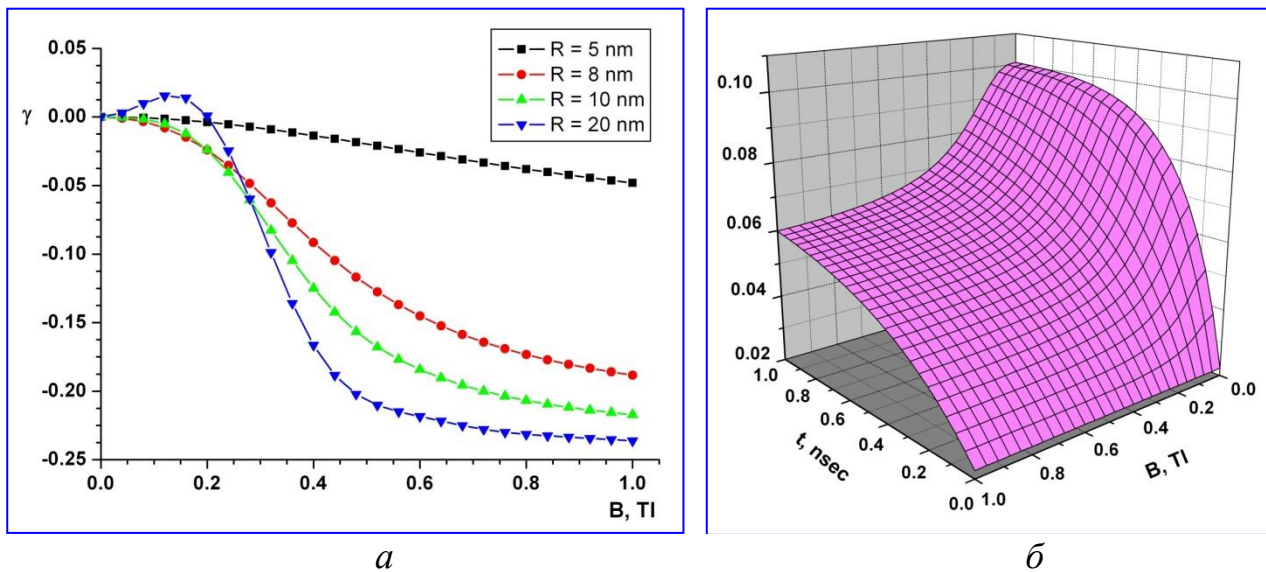 0.05
0.00
-0.05
-0.10
-0.15
-0.20
-0.25
γ
R = 5 nm
R = 8 nm
R = 10 nm
R = 20 nm
0.0 0.2 0.4 0.6 0.8 1.0
B, Tl
а
0.10
0.08
0.06
0.04
0.02
1.0
0.8
0.6
0.4
0.2
0.0
t, nsec
1.0
0.8
0.6
0.4
0.2
0.0
B, Tl
б